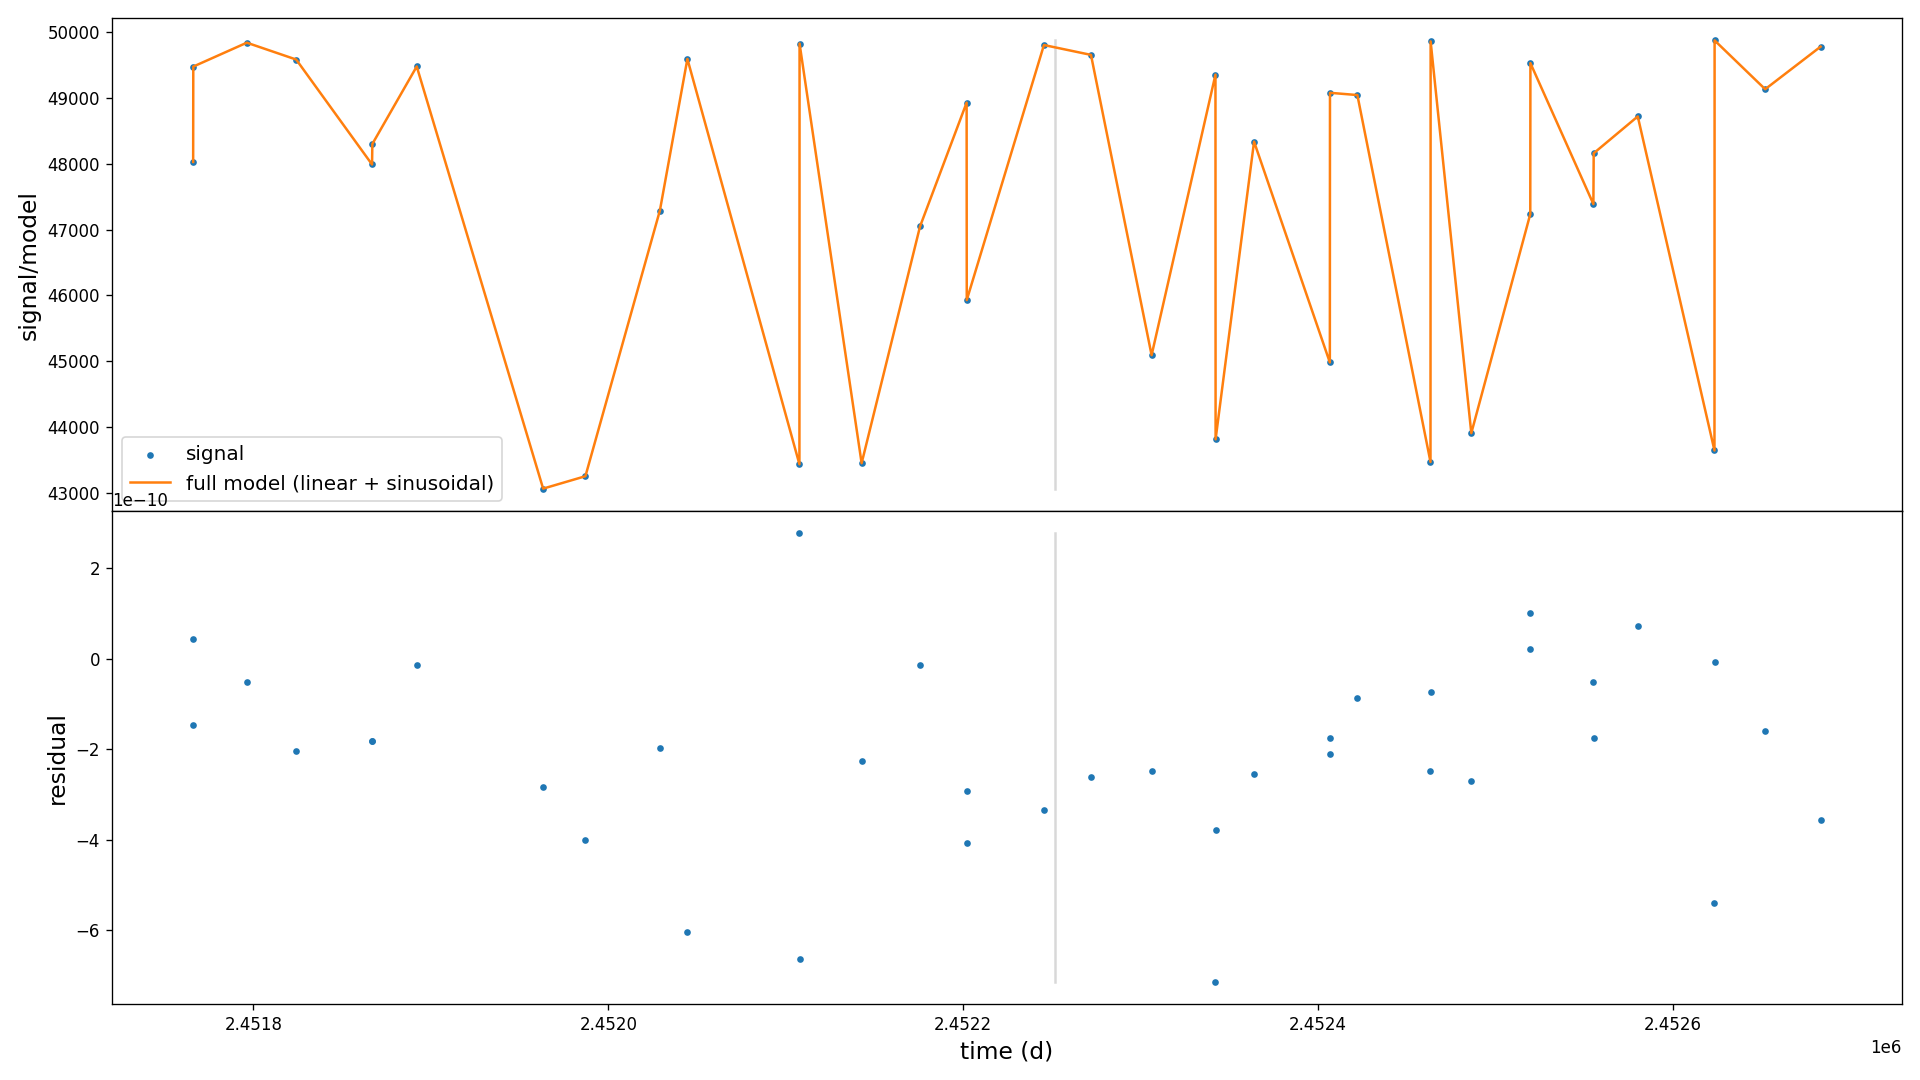 50000
49000
48000
47000
46000
45000
44000
43000
signal/model
signal
full model (linear + sinusoidal)
1e−10
2
0
−2
−4
−6
residual
2.4518
2.4520
2.4522
2.4524
2.4526
1e6
time (d)